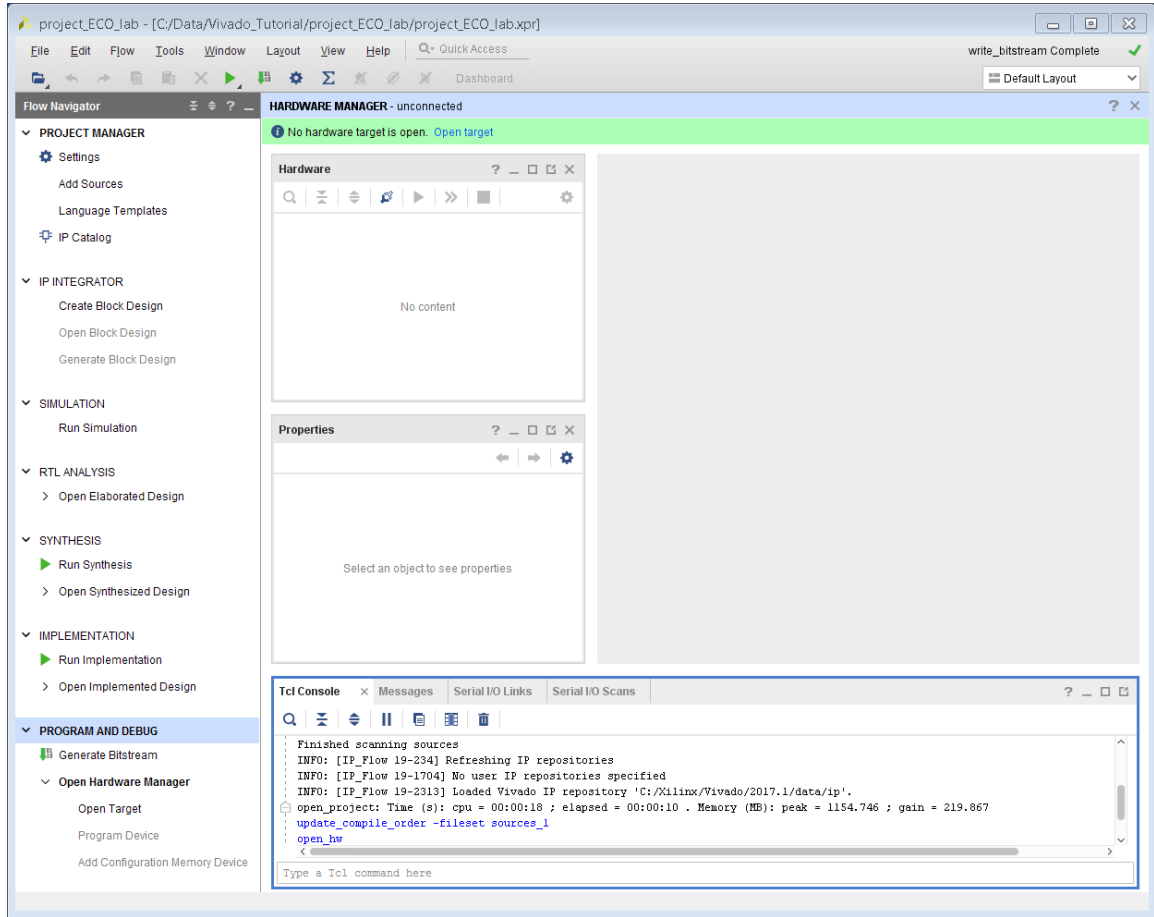 project_ECO_lab - [C:/Data/Vivado_Tutorial/project_ECO_lab/project_ECO_lab.xpr]
File Edit Flow Tools Window Layout View Help Quick Access
write_bitstream Complete
Dashboard
Default Layout
Flow Navigator
PROJECT MANAGER
Settings
Add Sources
Language Templates
IP Catalog
IP INTEGRATOR
Create Block Design
Open Block Design
Generate Block Design
SIMULATION
Run Simulation
RTL ANALYSIS
Open Elaborated Design
SYNTHESIS
Run Synthesis
Open Synthesized Design
IMPLEMENTATION
Run Implementation
Open Implemented Design
PROGRAM AND DEBUG
Generate Bitstream
Open Hardware Manager
Open Target
Program Device
Add Configuration Memory Device
HARDWARE MANAGER - unconnected
No hardware target is open. Open target
Hardware
No content
Properties
Select an object to see properties
Tcl Console Messages Serial I/O Links Serial I/O Scans
Finished scanning sources
INFO: [IP_Flow 19-234] Refreshing IP repositories
INFO: [IP_Flow 19-1704] No user IP repositories specified
INFO: [IP_Flow 19-2313] Loaded Vivado IP repository 'C:/Xilinx/Vivado/2017.1/data/ip'.
open_project: Time (s): cpu = 00:00:18 ; elapsed = 00:00:10 . Memory (MB): peak = 1154.746 ; gain = 219.867
update_compile_order -fileset sources_1
open_hw
Type a Tcl command here